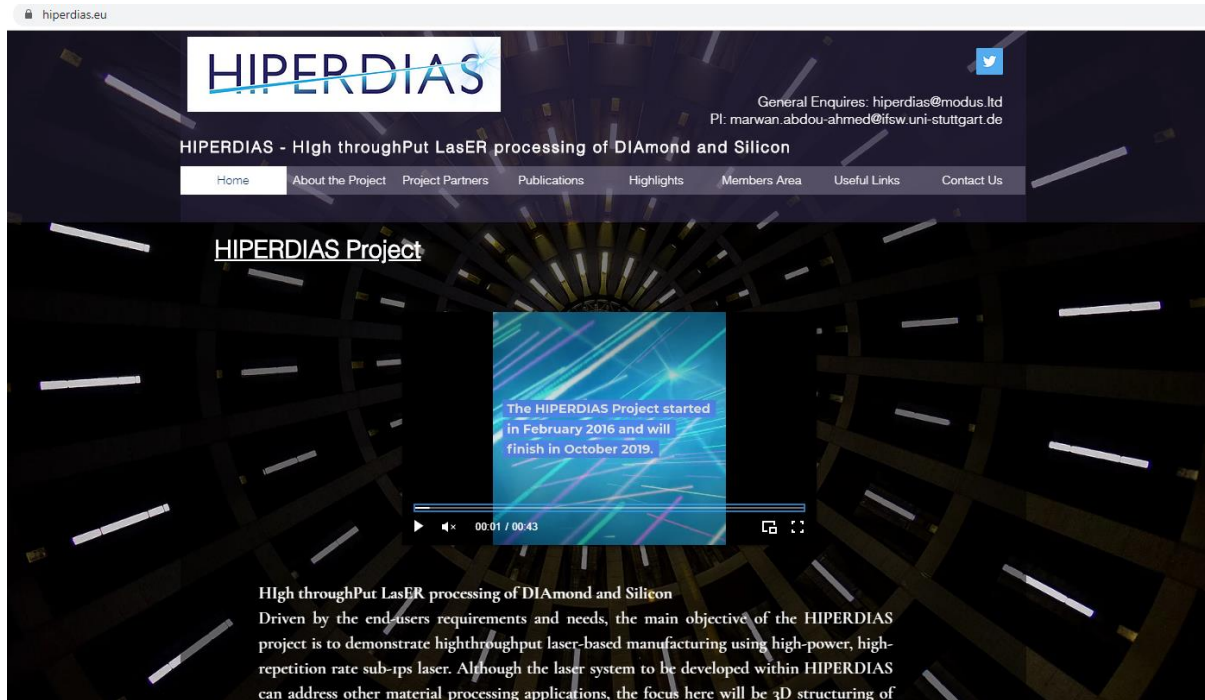 hiperdias.eu
HIPERDIAS
General Enquires: hiperdias@modus.ltd
PI: marwan.abdou-ahmed@ifsw.uni-stuttgart.de
HIPERDIAS - HIgh throughPut LasER processing of DIAmond and Silicon
Home About the Project Project Partners Publications Highlights Members Area Useful Links Contact Us
HIPERDIAS Project
The HIPERDIAS Project started
in February 2016 and will
finish in October 2019.
00:01 / 00:43
HIgh throughPut LasER processing of DIAmond and Silicon
Driven by the end-users requirements and needs, the main objective of the HIPERDIAS
project is to demonstrate highthroughput laser-based manufacturing using high-power, high-
repetition rate sub-1ps laser. Although the laser system to be developed within HIPERDIAS
can address other material processing applications, the focus here will be 3D structuring of